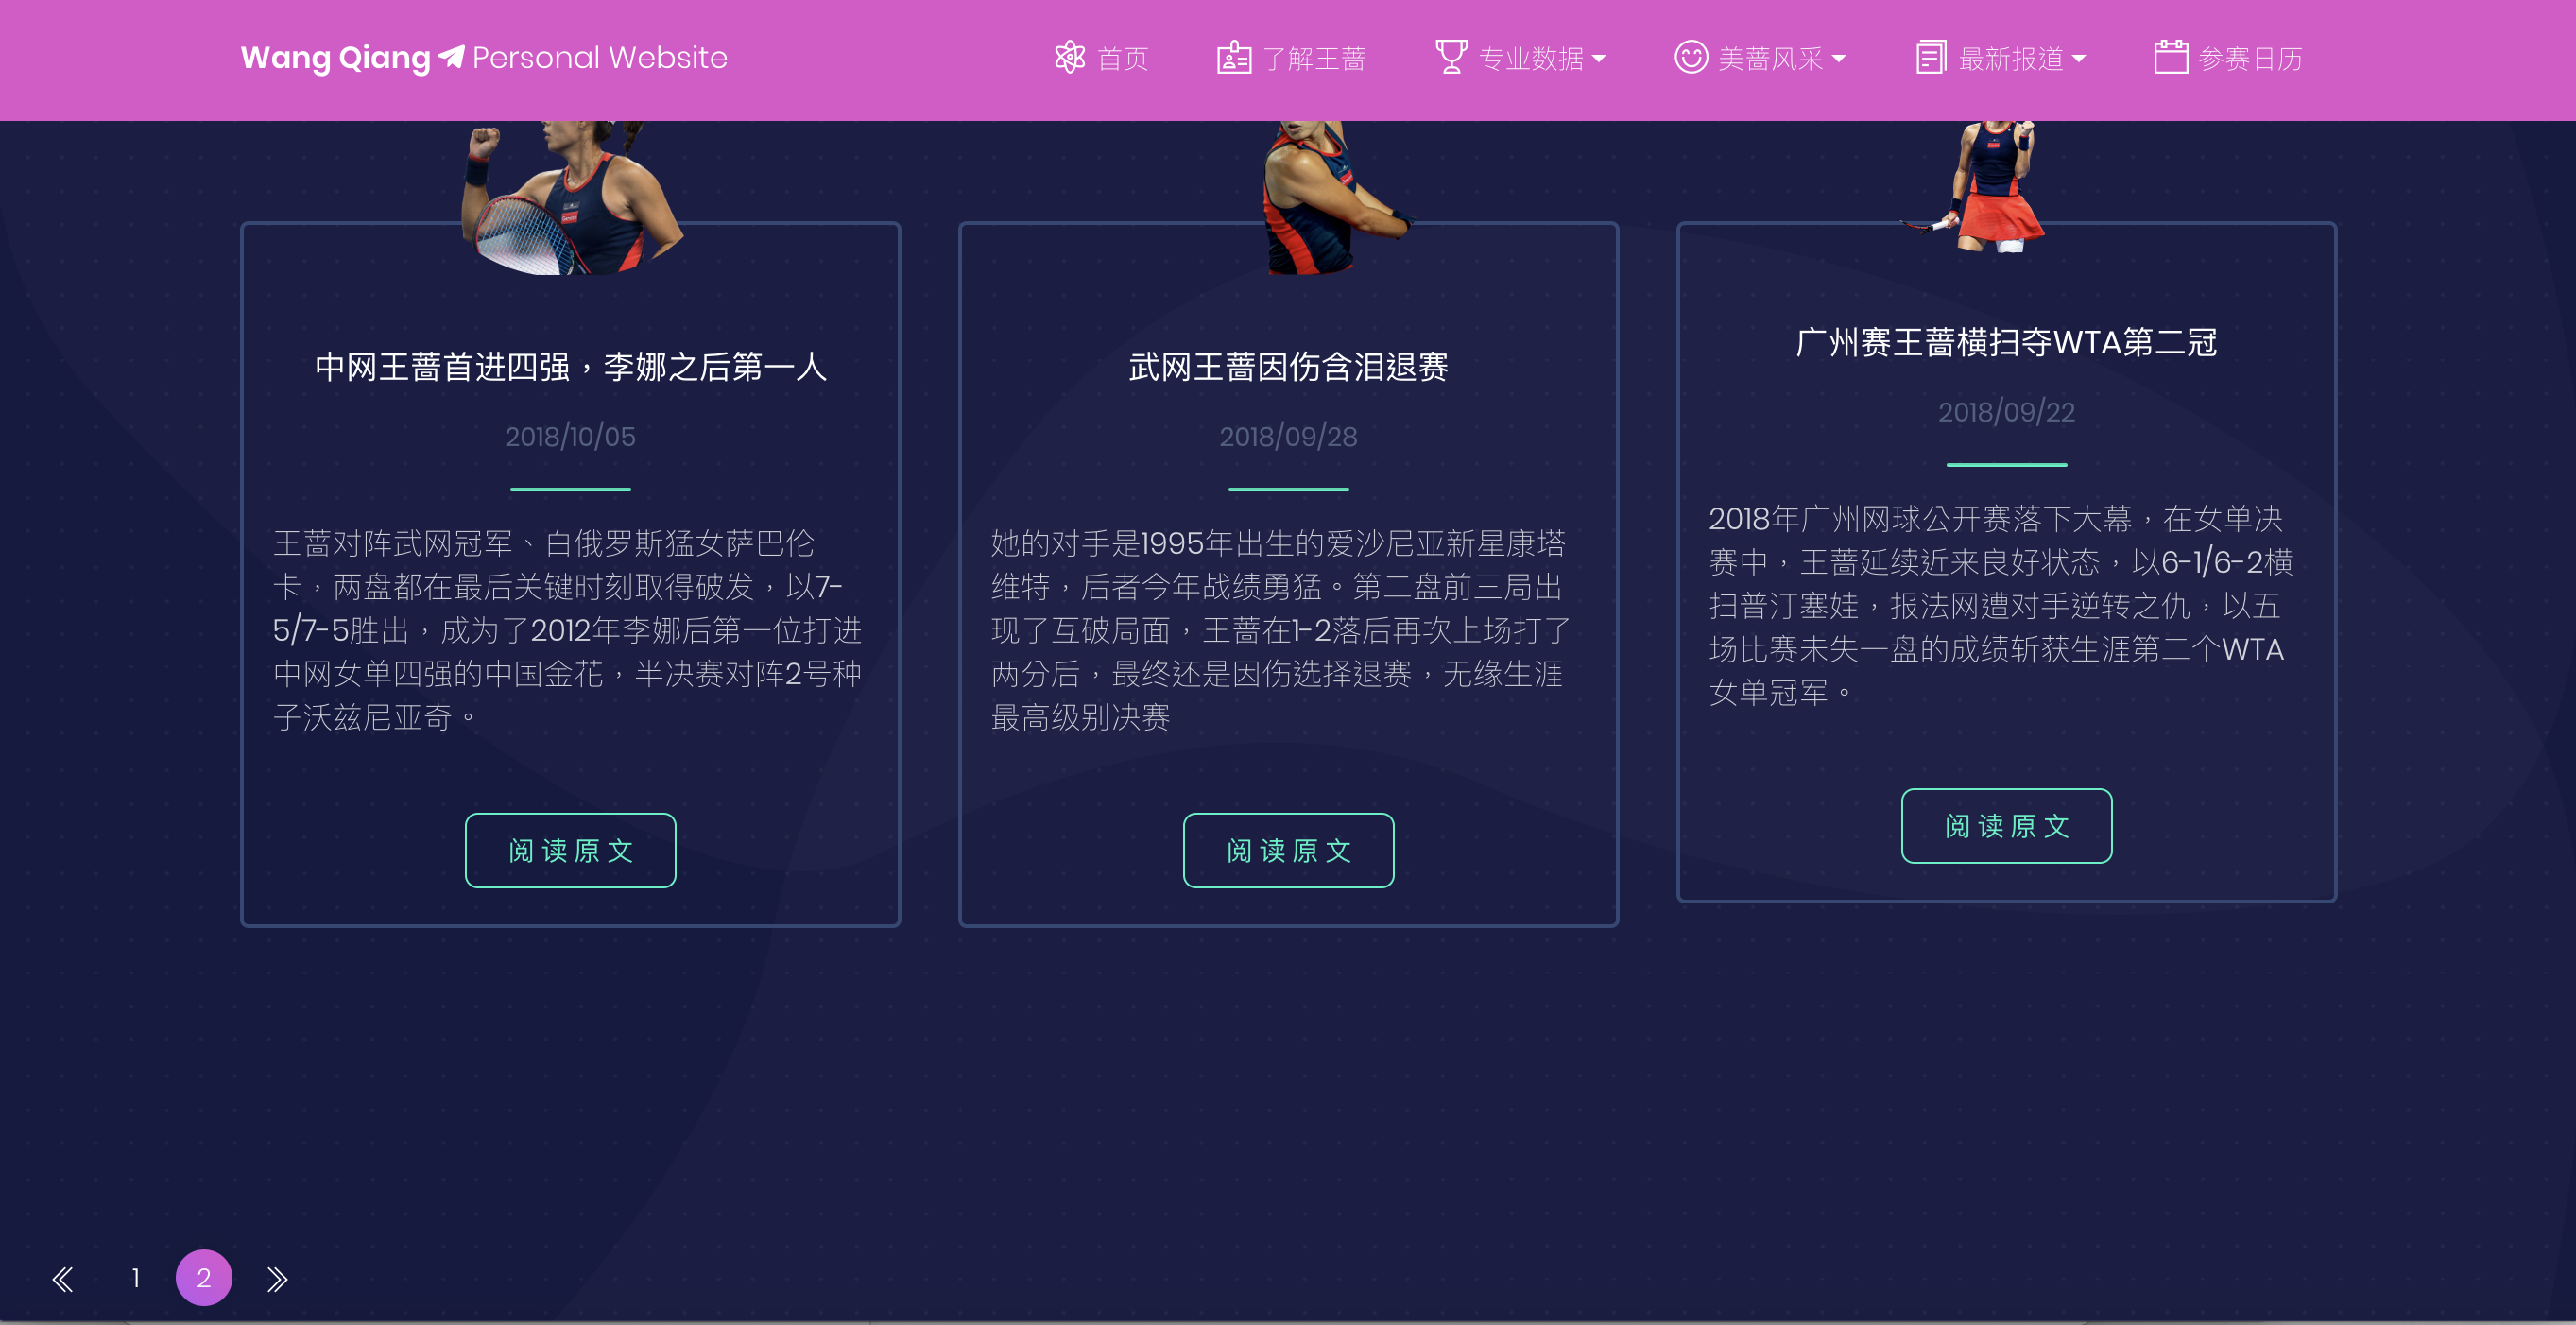 Wang Qiang Personal Website
首页
了解王蔷
专业数据
美蔷风采
最新报道
参赛日历
中网王蔷首进四强，李娜之后第一人
2018/10/05
王蔷对阵武网冠军、白俄罗斯猛女萨巴伦
卡，两盘都在最后关键时刻取得破发，以7-
5/7-5胜出，成为了2012年李娜后第一位打进
中网女单四强的中国金花，半决赛对阵2号种
子沃兹尼亚奇。
阅读原文
武网王蔷因伤含泪退赛
2018/09/28
她的对手是1995年出生的爱沙尼亚新星康塔
维特，后者今年战绩勇猛。第二盘前三局出
现了互破局面，王蔷在1-2落后再次上场打了
两分后，最终还是因伤选择退赛，无缘生涯
最高级别决赛
阅读原文
广州赛王蔷横扫夺WTA第二冠
2018/09/22
2018年广州网球公开赛落下大幕，在女单决
赛中，王蔷延续近来良好状态，以6-1/6-2横
扫普汀塞娃，报法网遭对手逆转之仇，以五
场比赛未失一盘的成绩斩获生涯第二个WTA
女单冠军。
阅读原文
1
2